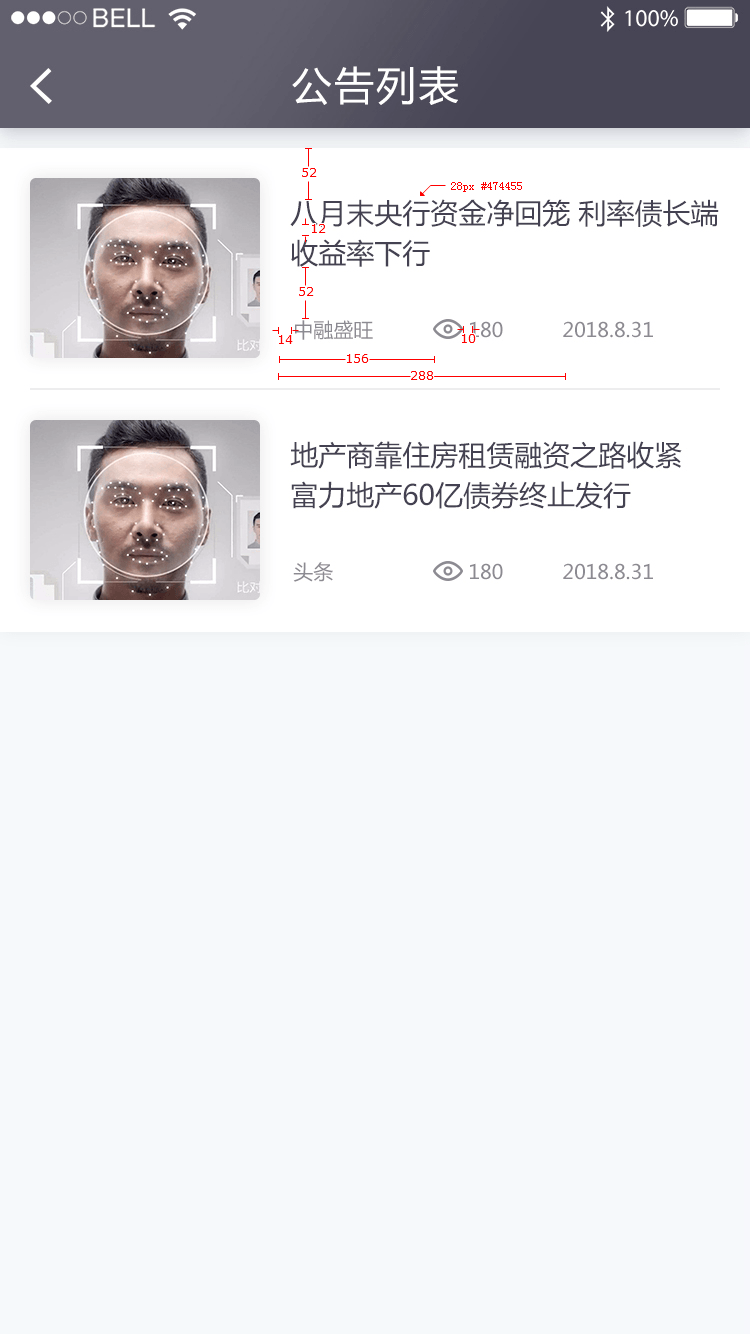 BELL 100%
公告列表
52
28px #474455
八月末央行资金净回笼 利率债长端
12
收益率下行
52
中融盛旺 180 2018.8.31
14 10
156
288
比对
地产商靠住房租赁融资之路收紧
富力地产60亿债券终止发行
头条 180 2018.8.31
比对